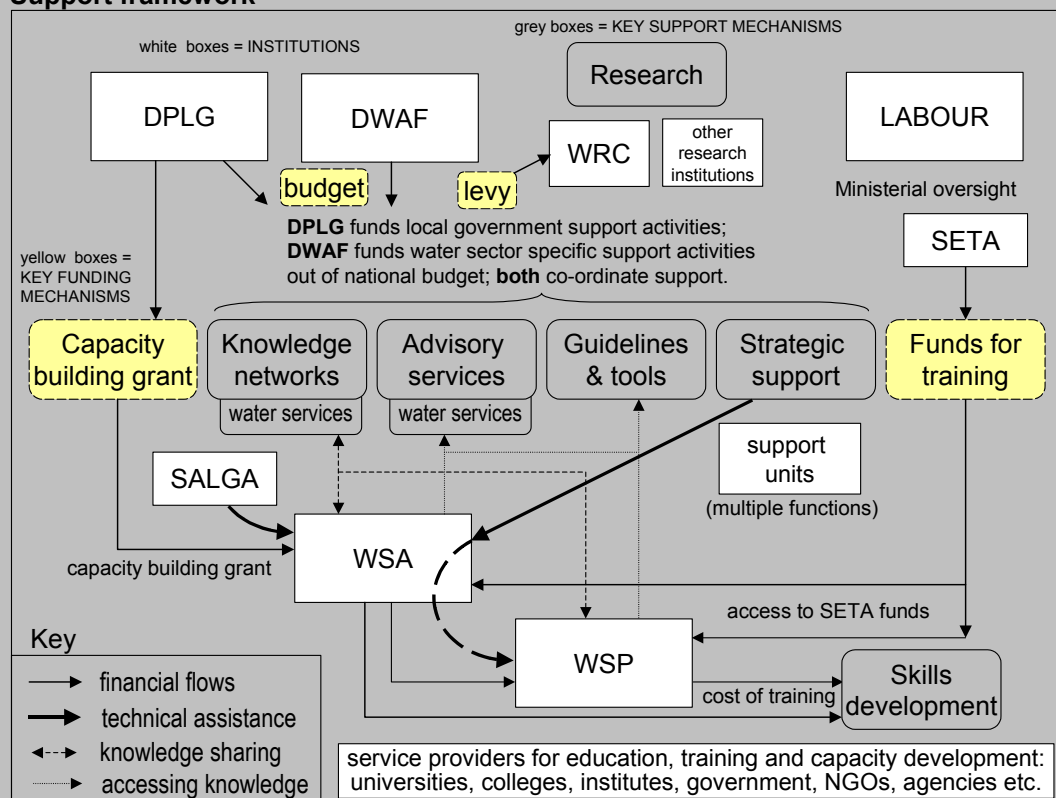 Support framework
white boxes = INSTITUTIONS
grey boxes = KEY SUPPORT MECHANISMS
Research
DPLG
DWAF
WRC
other
research
institutions
LABOUR
budget
levy
Ministerial oversight
DPLG funds local government support activities;
DWAF funds water sector specific support activities
out of national budget; both co-ordinate support.
SETA
yellow boxes =
KEY FUNDING
MECHANISMS
Capacity
building grant
Knowledge
networks
water services
Advisory
services
water services
Guidelines
& tools
Strategic
support
Funds for
training
SALGA
support
units
(multiple functions)
WSA
capacity building grant
access to SETA funds
WSP
cost of training
Skills
development
Key
financial flows
technical assistance
knowledge sharing
accessing knowledge
service providers for education, training and capacity development:
universities, colleges, institutes, government, NGOs, agencies etc.